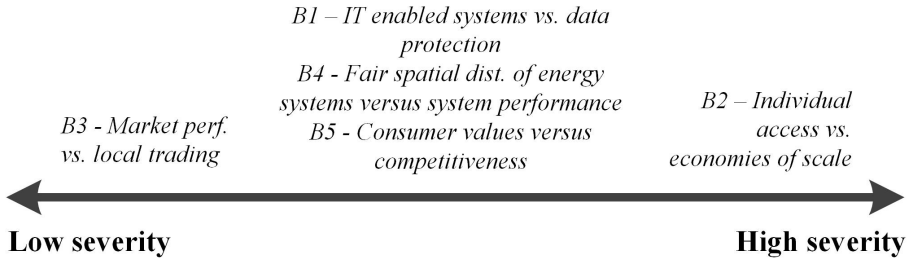 B1 – IT enabled systems vs. data
protection
B4 - Fair spatial dist. of energy
systems versus system performance
B5 - Consumer values versus
competitiveness
B3 - Market perf.
vs. local trading
B2 – Individual
access vs.
economies of scale
Low severity
High severity